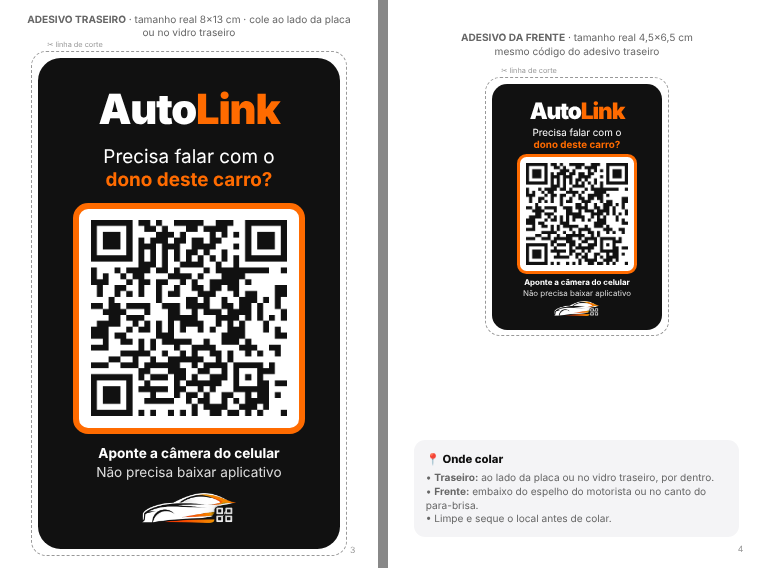 ADESIVO TRASEIRO · tamanho real 8×13 cm · cole ao lado da placa
ou no vidro traseiro
✂ linha de corte
AutoLink
Precisa falar com o
dono deste carro?
Aponte a câmera do celular
Não precisa baixar aplicativo
3
ADESIVO DA FRENTE · tamanho real 4,5×6,5 cm
mesmo código do adesivo traseiro
✂ linha de corte
AutoLink
Precisa falar com o
dono deste carro?
Aponte a câmera do celular
Não precisa baixar aplicativo
📍 Onde colar
• Traseiro: ao lado da placa ou no vidro traseiro, por dentro.
• Frente: embaixo do espelho do motorista ou no canto do
para-brisa.
• Limpe e seque o local antes de colar.
4